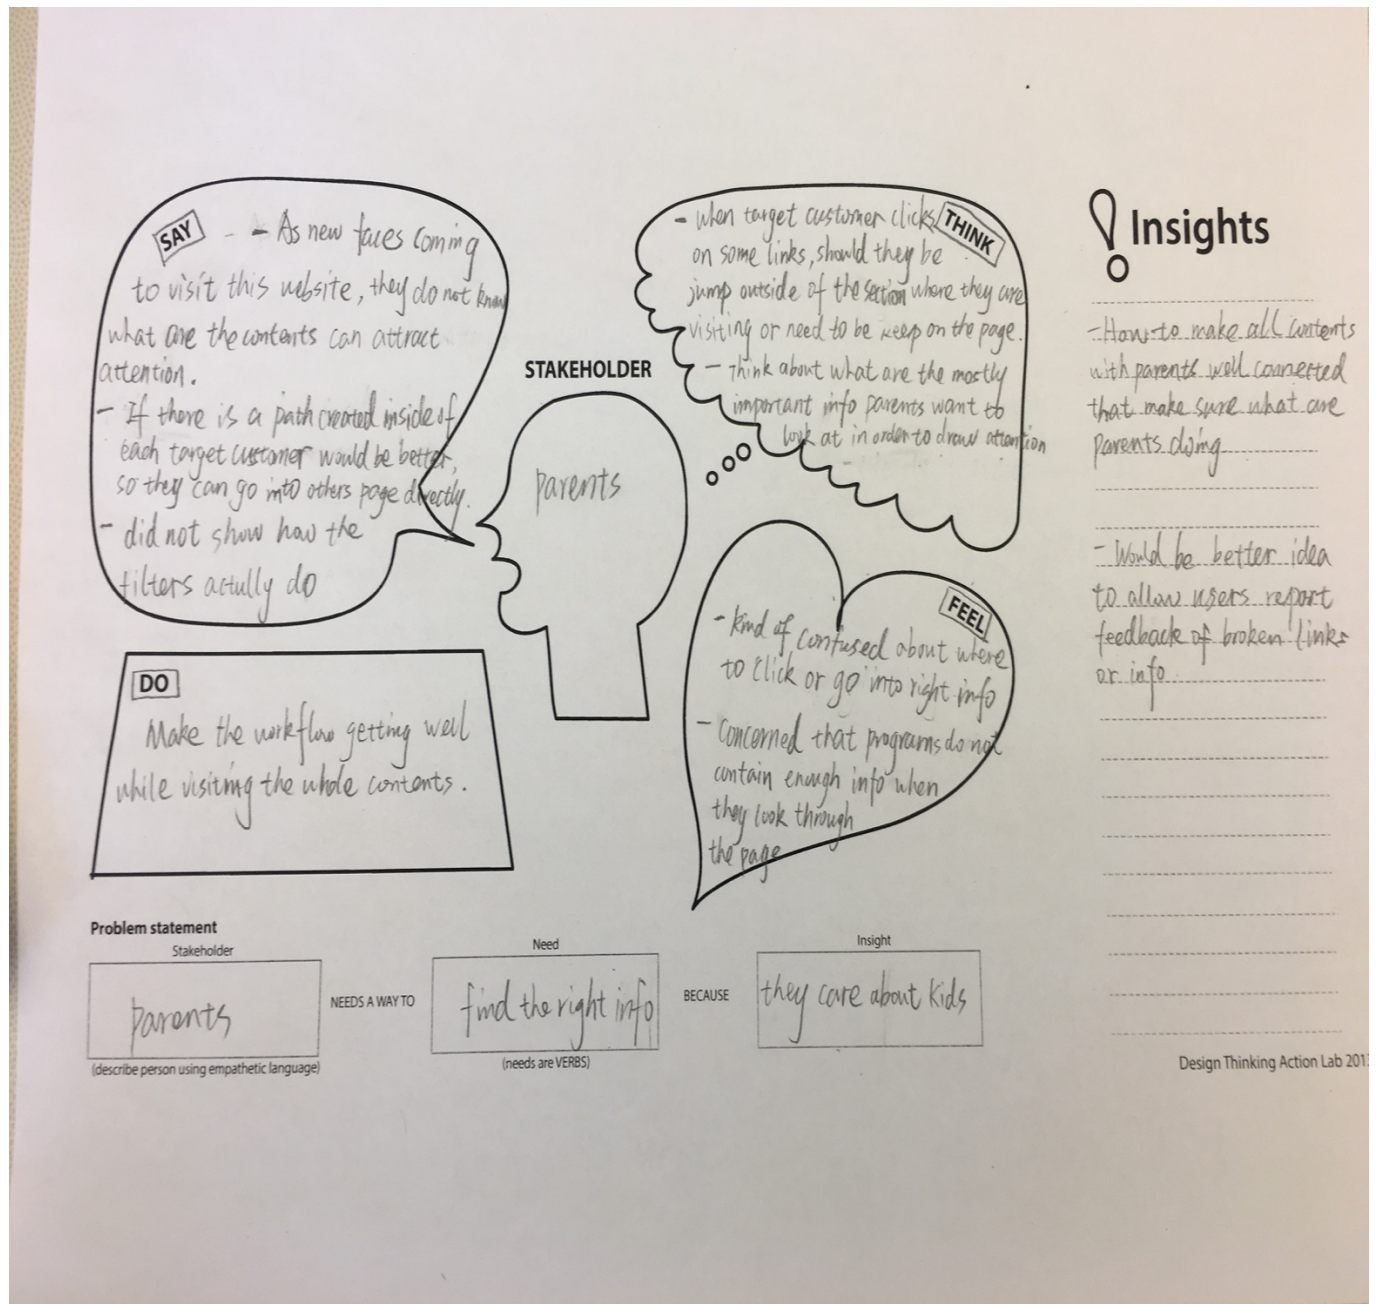 SAY
- - As new faces coming
to visit this website, they do not know
what are the contents can attract
attention.
- If there is a path created inside of
each target customer would be better,
so they can go into others page directly.
- did not show how the
filters actully do
STAKEHOLDER
parents
THINK
- when target customer clicks
on some links, should they be
jump outside of the section where they are
visiting or need to be keep on the page.
- Think about what are the mostly
important info parents want to
look at in order to draw attention
DO
Make the workflow getting well
while visiting the whole contents.
FEEL
- kind of confused about where
to click or go into right info
- Concerned that programs do not
contain enough info when
they look through
the page
Insights
- How to make all contents
with parents well connected
that make sure what are
parents doing
- Would be better idea
to allow users report
feedback of broken links
or info
Problem statement
Stakeholder
parents
(describe person using empathetic language)
NEEDS A WAY TO
Need
find the right info
(needs are VERBS)
BECAUSE
Insight
they care about kids
Design Thinking Action Lab 201